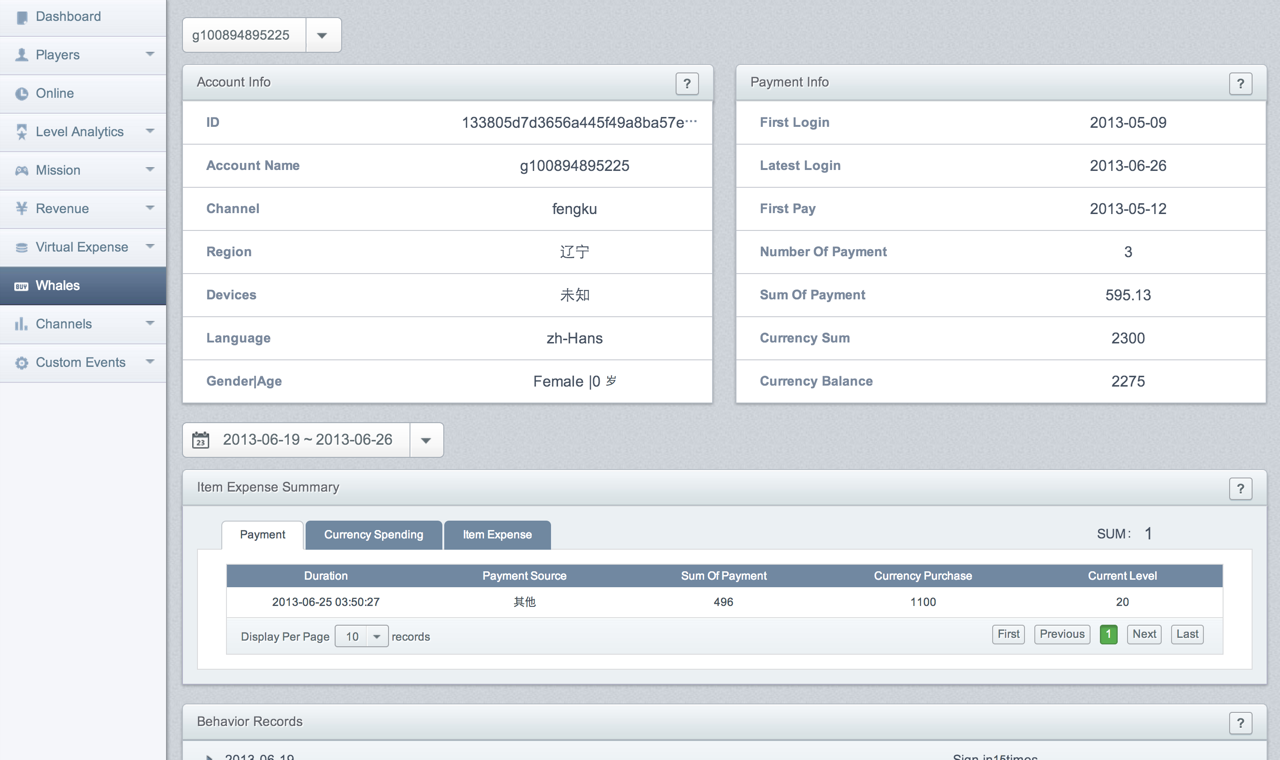 Dashboard
Players
Online
Level Analytics
Mission
¥ Revenue
Virtual Expense
BUY Whales
Channels
Custom Events
g100894895225
Account Info ?
ID 133805d7d3656a445f49a8ba57e···
Account Name g100894895225
Channel fengku
Region 辽宁
Devices 未知
Language zh-Hans
Gender|Age Female |0 岁
Payment Info ?
First Login 2013-05-09
Latest Login 2013-06-26
First Pay 2013-05-12
Number Of Payment 3
Sum Of Payment 595.13
Currency Sum 2300
Currency Balance 2275
23 2013-06-19 ~ 2013-06-26
Item Expense Summary ?
Payment Currency Spending Item Expense SUM： 1
Duration Payment Source Sum Of Payment Currency Purchase Current Level
2013-06-25 03:50:27 其他 496 1100 20
Display Per Page 10 records First Previous 1 Next Last
Behavior Records ?
2013-06-19 Sign in15times